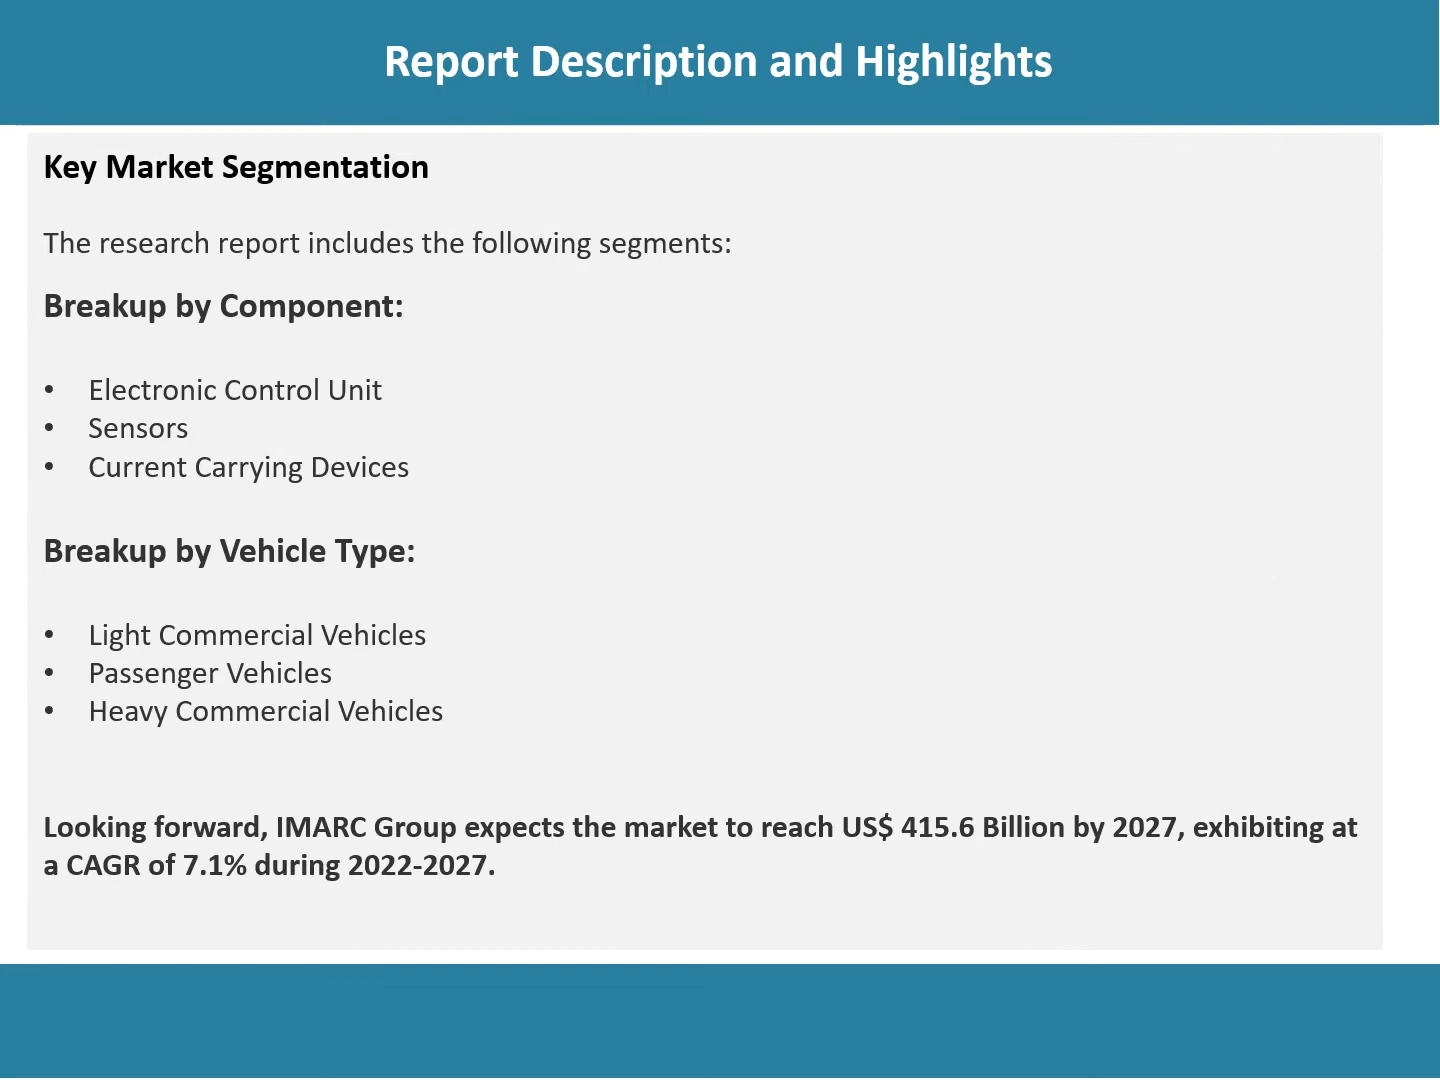 Report Description and Highlights
Key Market Segmentation
The research report includes the following segments:
Breakup by Component:
• Electronic Control Unit
• Sensors
• Current Carrying Devices
Breakup by Vehicle Type:
• Light Commercial Vehicles
• Passenger Vehicles
• Heavy Commercial Vehicles
Looking forward, IMARC Group expects the market to reach US$ 415.6 Billion by 2027, exhibiting at
a CAGR of 7.1% during 2022-2027.